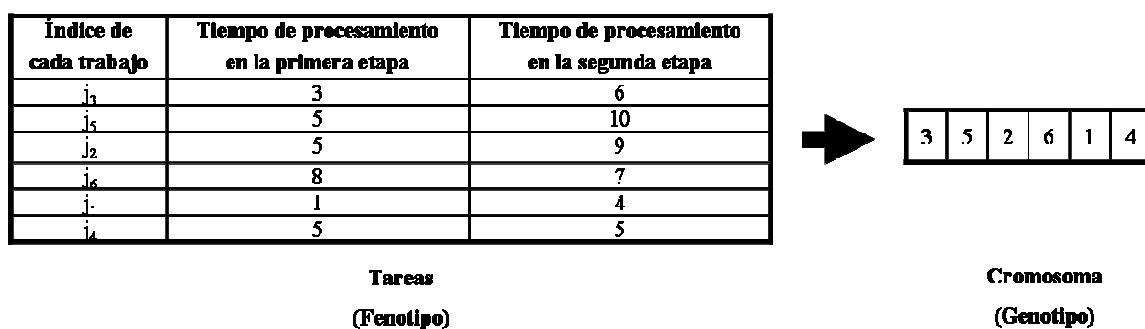 Índice de cada trabajo | Tiempo de procesamiento en la primera etapa | Tiempo de procesamiento en la segunda etapa
j₃ 3 6
j₅ 5 10
j₂ 5 9
j₆ 8 7
j 1 4
j₄ 5 5
3 5 2 6 1 4
Tareas
(Fenotipo)
Cromosoma
(Genotipo)